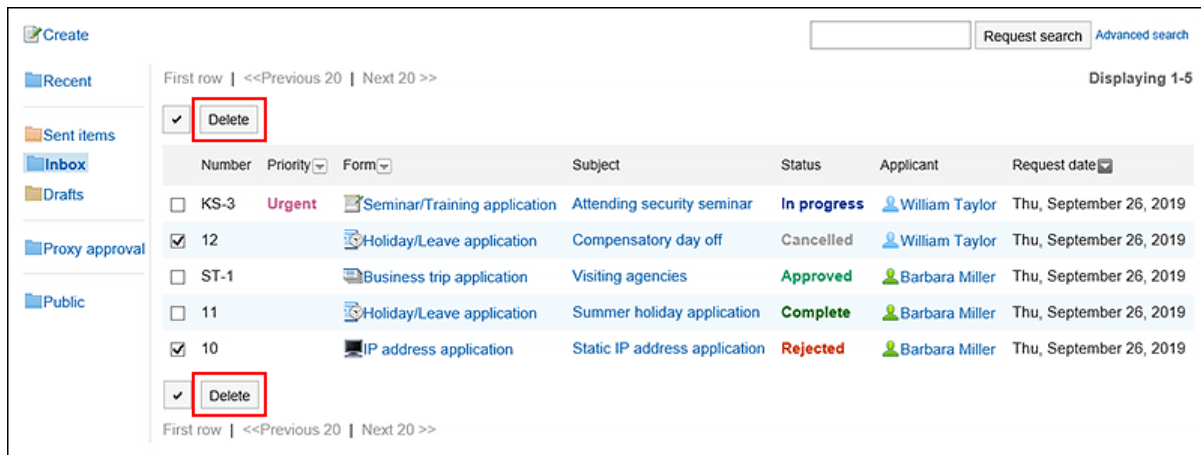 Create
Request search Advanced search
Recent
Sent items
Inbox
Drafts
Proxy approval
Public
First row | <<Previous 20 | Next 20 >>
Displaying 1-5
Delete
Number Priority Form Subject Status Applicant Request date
KS-3 Urgent Seminar/Training application Attending security seminar In progress William Taylor Thu, September 26, 2019
12 Holiday/Leave application Compensatory day off Cancelled William Taylor Thu, September 26, 2019
ST-1 Business trip application Visiting agencies Approved Barbara Miller Thu, September 26, 2019
11 Holiday/Leave application Summer holiday application Complete Barbara Miller Thu, September 26, 2019
10 IP address application Static IP address application Rejected Barbara Miller Thu, September 26, 2019
Delete
First row | <<Previous 20 | Next 20 >>